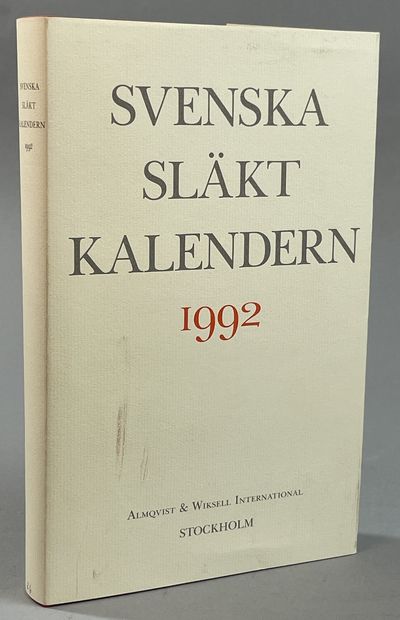 SVENSKA
SLÄKT
KALENDERN
1992
SVENSKA
SLÄKT
KALENDERN
1992
ALMQVIST & WIKSELL INTERNATIONAL
STOCKHOLM